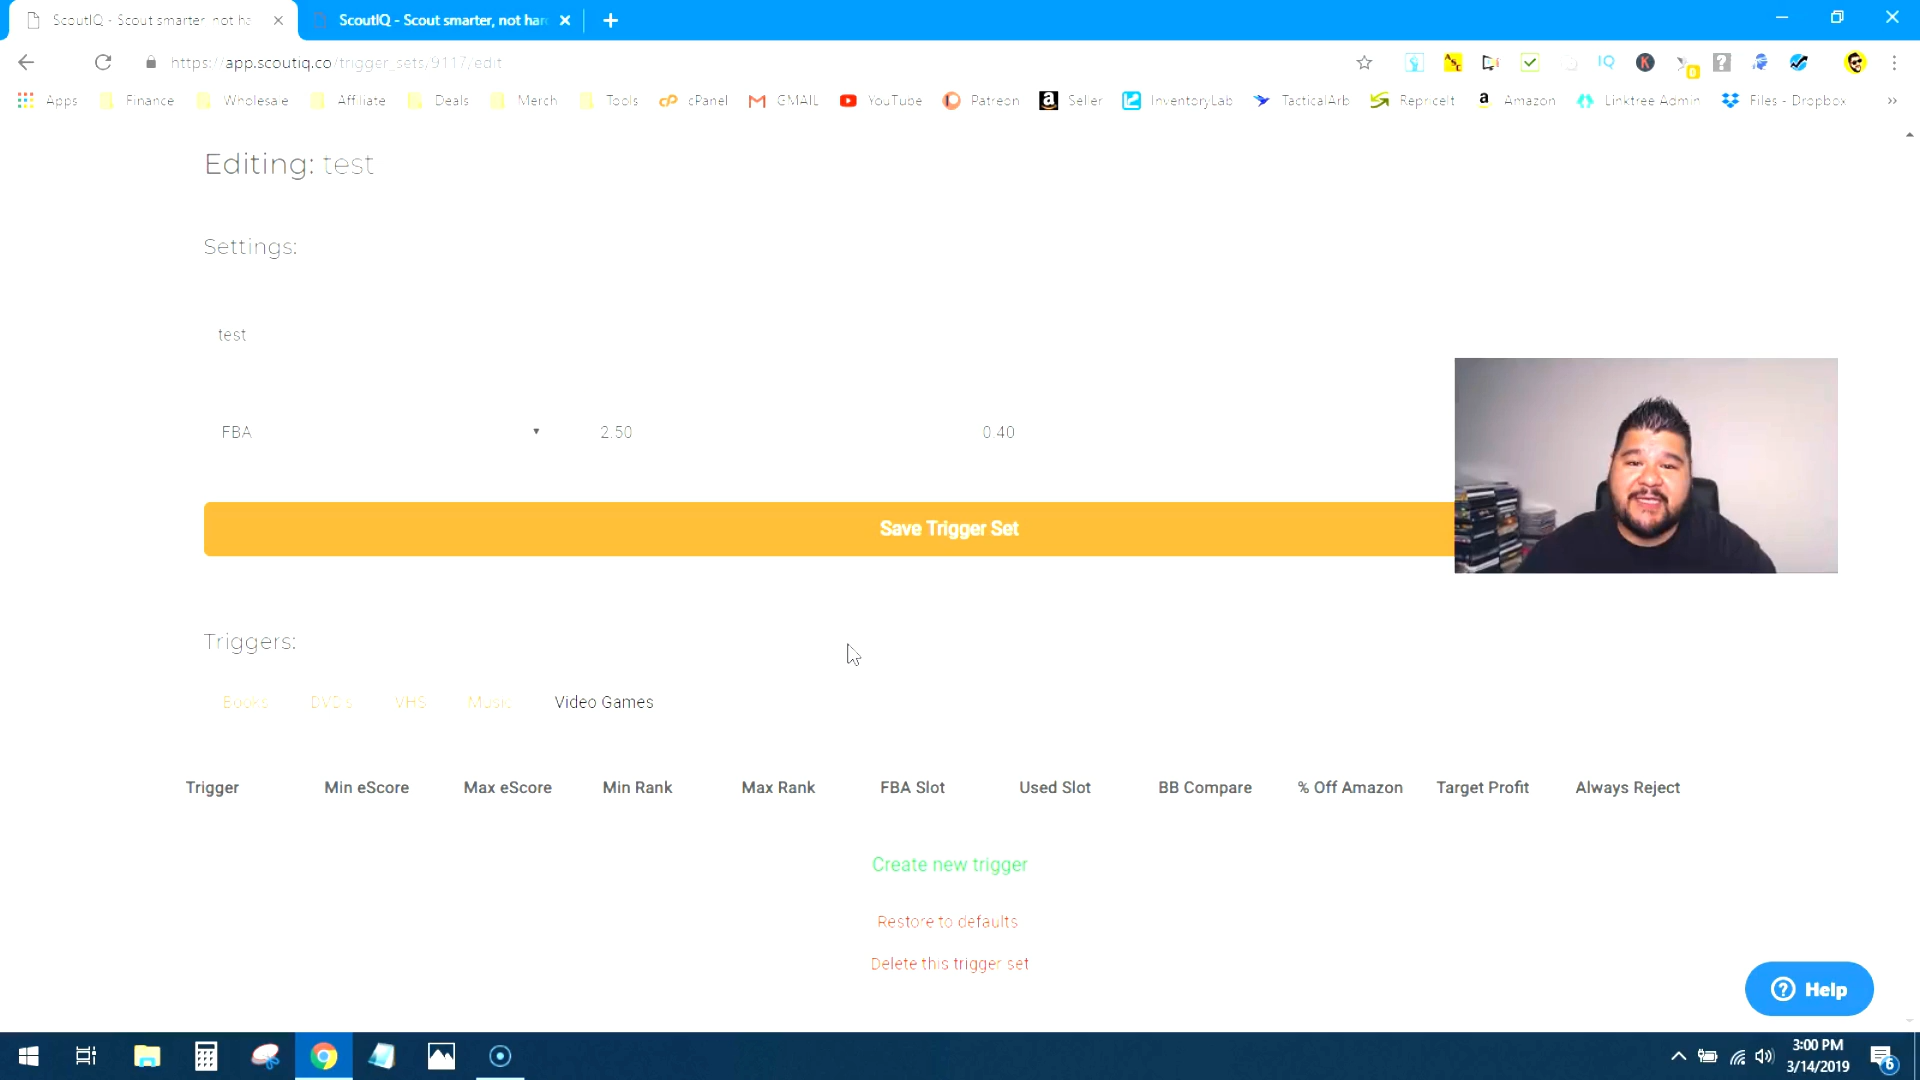 ScoutIQ - Scout smarter, not ha
ScoutIQ - Scout smarter, not har
https://app.scoutiq.co/trigger_sets/9117/edit
IQ
K
Apps Finance Wholesale Affiliate Deals Merch Tools cPanel GMAIL YouTube Patreon Seller InventoryLab TacticalArb RepriceIt Amazon Linktree Admin Files - Dropbox
Editing: test
Settings:
test
FBA 2.50 0.40
Save Trigger Set
Triggers:
Books DVD's VHS Music Video Games
Trigger Min eScore Max eScore Min Rank Max Rank FBA Slot Used Slot BB Compare % Off Amazon Target Profit Always Reject
Create new trigger
Restore to defaults
Delete this trigger set
Help
3:00 PM
3/14/2019
6